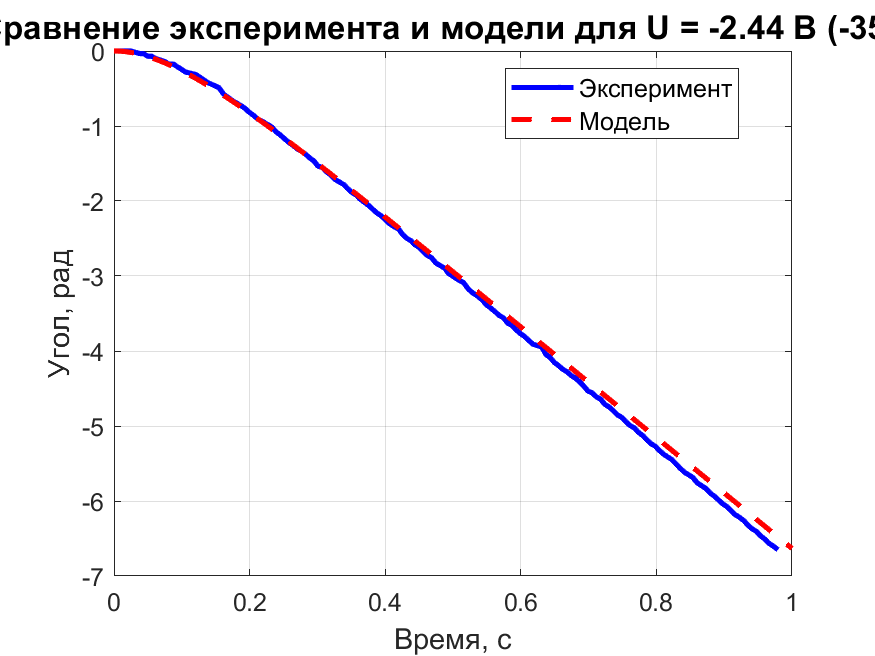 Сравнение эксперимента и модели для U = -2.44 В (-35
Эксперимент
Модель
0
-1
-2
-3
-4
-5
-6
-7
Угол, рад
0 0.2 0.4 0.6 0.8 1
Время, с